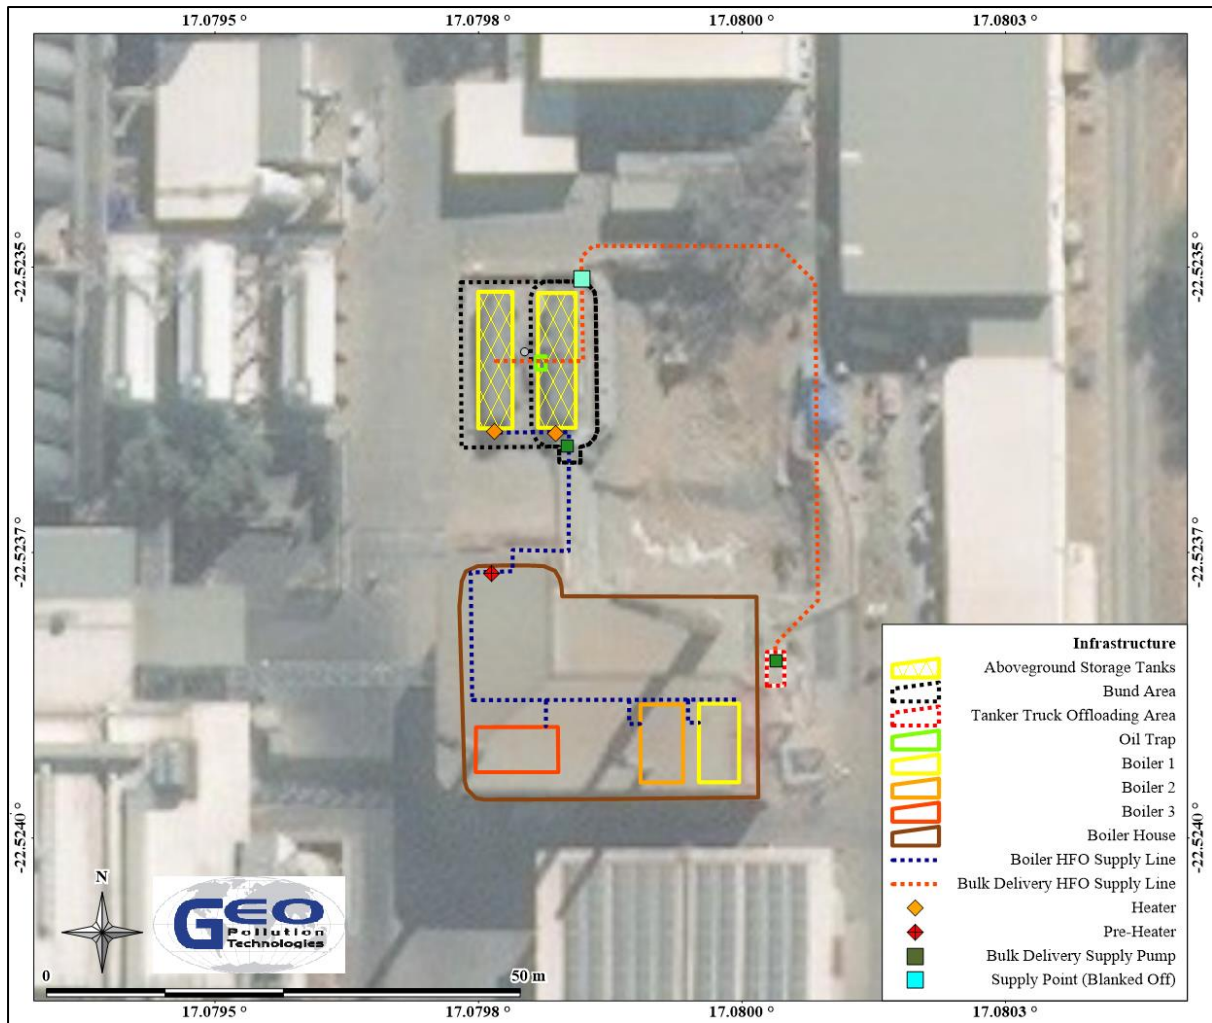 17.0795 ° 17.0798 ° 17.0800 ° 17.0803 °
-22.5235 ° -22.5235 °
-22.5237 ° -22.5237 °
-22.5240 ° -22.5240 °
Infrastructure
Aboveground Storage Tanks
Bund Area
Tanker Truck Offloading Area
Oil Trap
Boiler 1
Boiler 2
Boiler 3
Boiler House
Boiler HFO Supply Line
Bulk Delivery HFO Supply Line
Heater
Pre-Heater
Bulk Delivery Supply Pump
Supply Point (Blanked Off)
N
GEO
Pollution
Technologies
0 50 m
17.0795 ° 17.0798 ° 17.0800 ° 17.0803 °